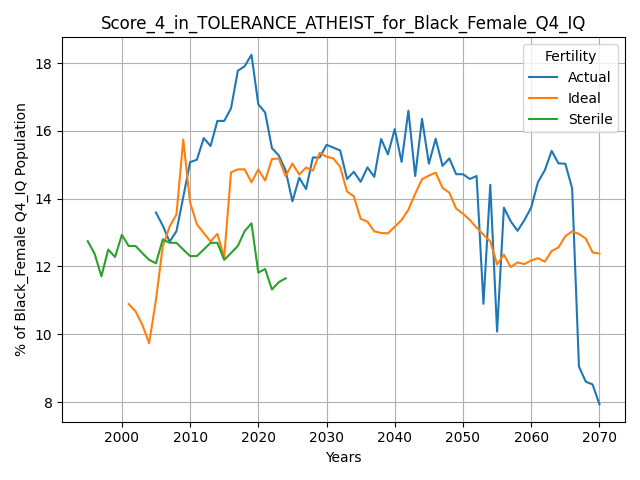 Score_4_in_TOLERANCE_ATHEIST_for_Black_Female_Q4_IQ
Fertility
Actual
Ideal
Sterile
% of Black_Female Q4_IQ Population
18
16
14
12
10
8
2000 2010 2020 2030 2040 2050 2060 2070
Years